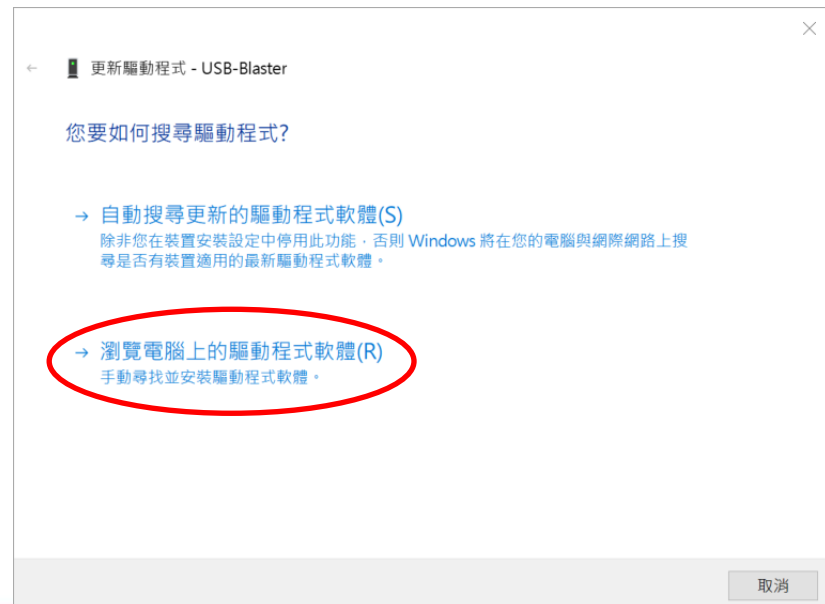 更新驅動程式 - USB-Blaster
您要如何搜尋驅動程式?
自動搜尋更新的驅動程式軟體(S)
除非您在裝置安裝設定中停用此功能，否則 Windows 將在您的電腦與網際網路上搜
尋是否有裝置適用的最新驅動程式軟體。
瀏覽電腦上的驅動程式軟體(R)
手動尋找並安裝驅動程式軟體。
取消